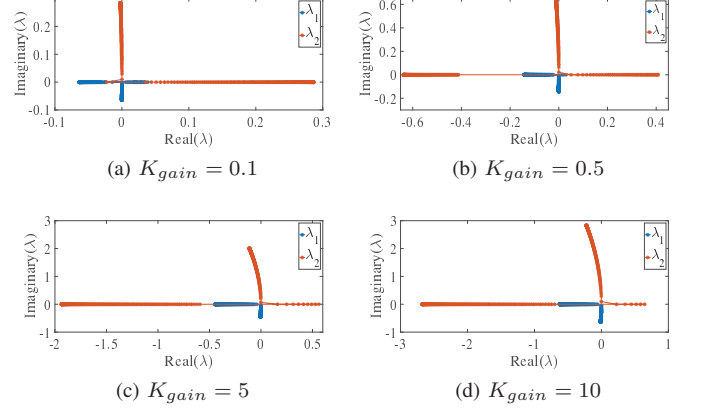 0.2
0.1
0
-0.1
Imaginary(λ)
-0.1 0 0.1 0.2 0.3
Real(λ)
λ1
λ2
(a) Kgain = 0.1
0.6
0.4
0.2
0
-0.2
Imaginary(λ)
-0.6 -0.4 -0.2 0 0.2 0.4
Real(λ)
λ1
λ2
(b) Kgain = 0.5
3
2
1
0
-1
Imaginary(λ)
-2 -1.5 -1 -0.5 0 0.5
Real(λ)
λ1
λ2
(c) Kgain = 5
3
2
1
0
-1
Imaginary(λ)
-3 -2 -1 0 1
Real(λ)
λ1
λ2
(d) Kgain = 10